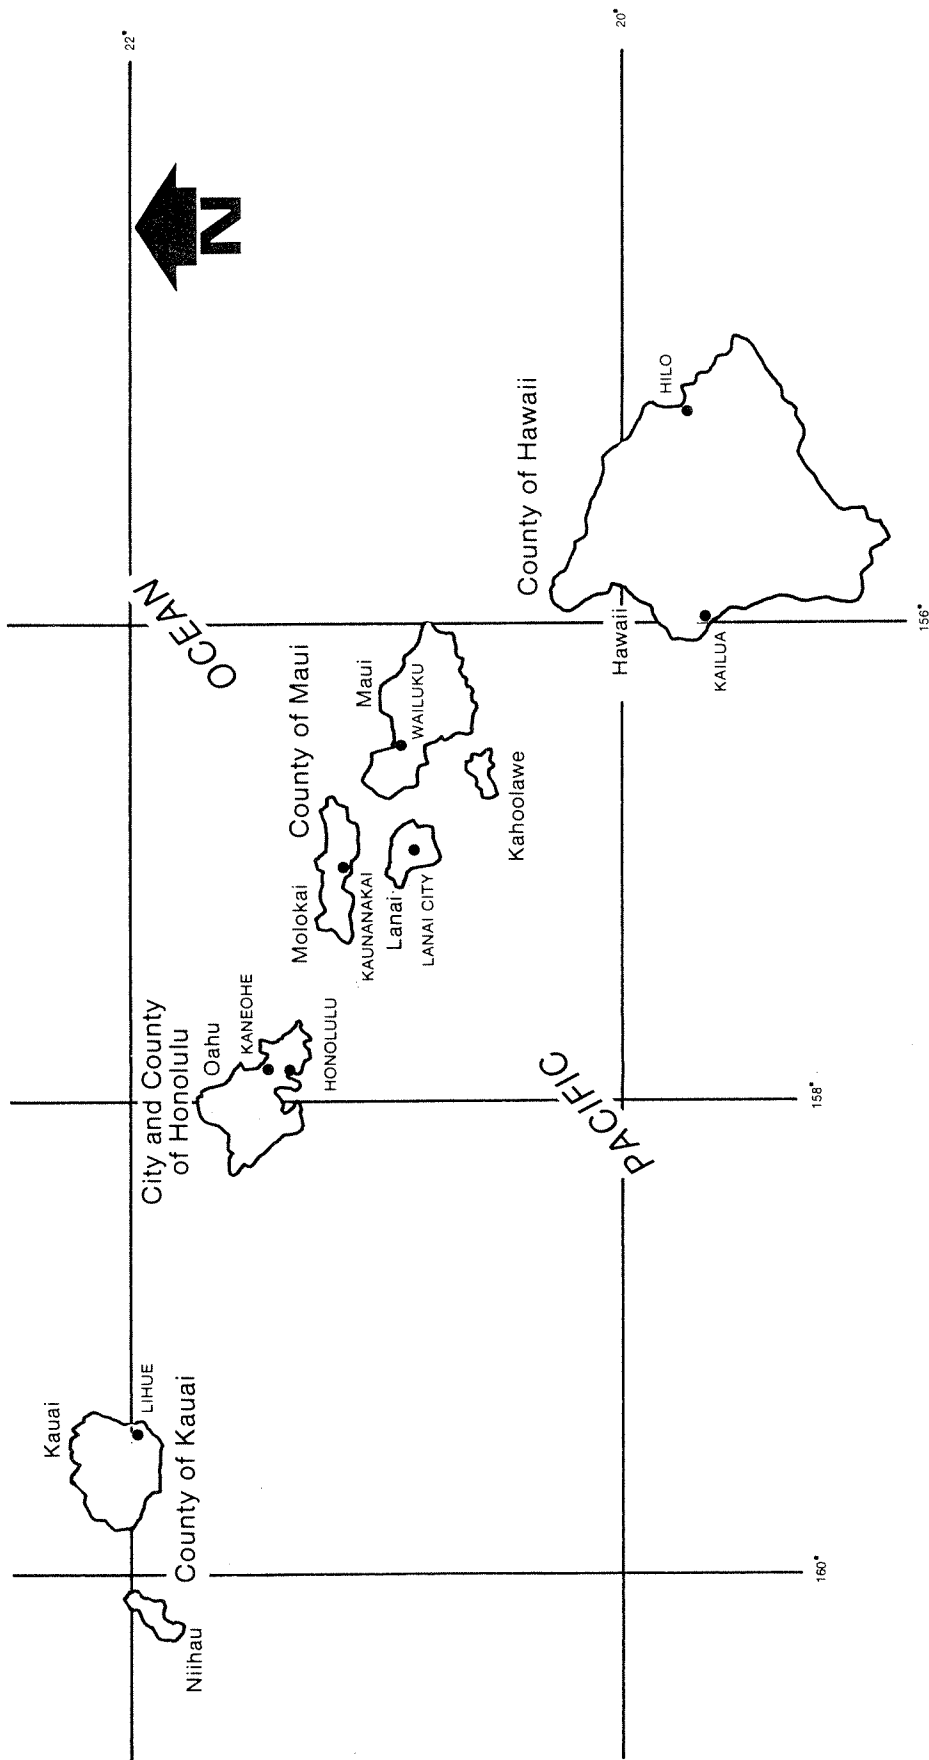 22°
20°
N
Kauai
LIHUE
County of Kauai
Niihau
160°
City and County
of Honolulu
Oahu
KANEOHE
HONOLULU
158°
PACIFIC
OCEAN
County of Maui
Molokai
KAUNANAKAI
Lanai
LANAI CITY
Maui
WAILUKU
Kahoolawe
County of Hawaii
Hawaii
HILO
KAILUA
156°